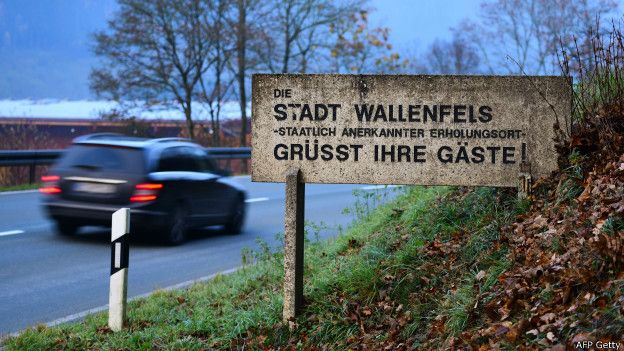 DIE
STADT WALLENFELS
-STAATLICH ANERKANNTER ERHOLUNGSORT-
GRÜSST IHRE GÄSTE!
AFP Getty